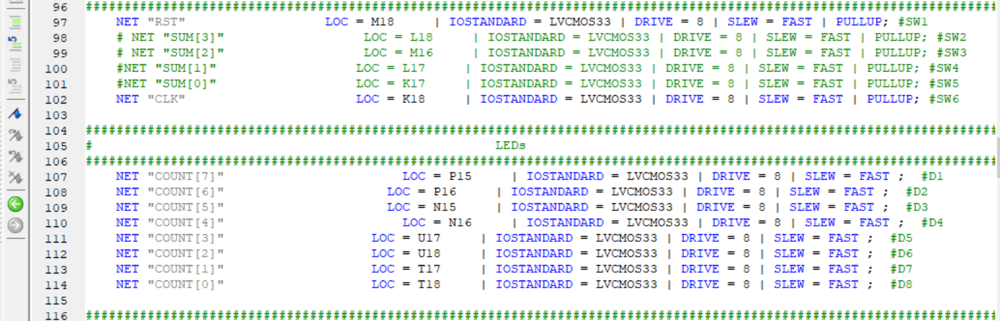 96 ######################################################################################################################
97 NET "RST" LOC = M18 | IOSTANDARD = LVCMOS33 | DRIVE = 8 | SLEW = FAST | PULLUP; #SW1
98 # NET "SUM[3]" LOC = L18 | IOSTANDARD = LVCMOS33 | DRIVE = 8 | SLEW = FAST | PULLUP; #SW2
99 # NET "SUM[2]" LOC = M16 | IOSTANDARD = LVCMOS33 | DRIVE = 8 | SLEW = FAST | PULLUP; #SW3
100 #NET "SUM[1]" LOC = L17 | IOSTANDARD = LVCMOS33 | DRIVE = 8 | SLEW = FAST | PULLUP; #SW4
101 #NET "SUM[0]" LOC = K17 | IOSTANDARD = LVCMOS33 | DRIVE = 8 | SLEW = FAST | PULLUP; #SW5
102 NET "CLK" LOC = K18 | IOSTANDARD = LVCMOS33 | DRIVE = 8 | SLEW = FAST | PULLUP; #SW6
103
104 ######################################################################################################################
105 # LEDs
106 ######################################################################################################################
107 NET "COUNT[7]" LOC = P15 | IOSTANDARD = LVCMOS33 | DRIVE = 8 | SLEW = FAST ; #D1
108 NET "COUNT[6]" LOC = P16 | IOSTANDARD = LVCMOS33 | DRIVE = 8 | SLEW = FAST ; #D2
109 NET "COUNT[5]" LOC = N15 | IOSTANDARD = LVCMOS33 | DRIVE = 8 | SLEW = FAST ; #D3
110 NET "COUNT[4]" LOC = N16 | IOSTANDARD = LVCMOS33 | DRIVE = 8 | SLEW = FAST ; #D4
111 NET "COUNT[3]" LOC = U17 | IOSTANDARD = LVCMOS33 | DRIVE = 8 | SLEW = FAST ; #D5
112 NET "COUNT[2]" LOC = U18 | IOSTANDARD = LVCMOS33 | DRIVE = 8 | SLEW = FAST ; #D6
113 NET "COUNT[1]" LOC = T17 | IOSTANDARD = LVCMOS33 | DRIVE = 8 | SLEW = FAST ; #D7
114 NET "COUNT[0]" LOC = T18 | IOSTANDARD = LVCMOS33 | DRIVE = 8 | SLEW = FAST ; #D8
115
116 ######################################################################################################################